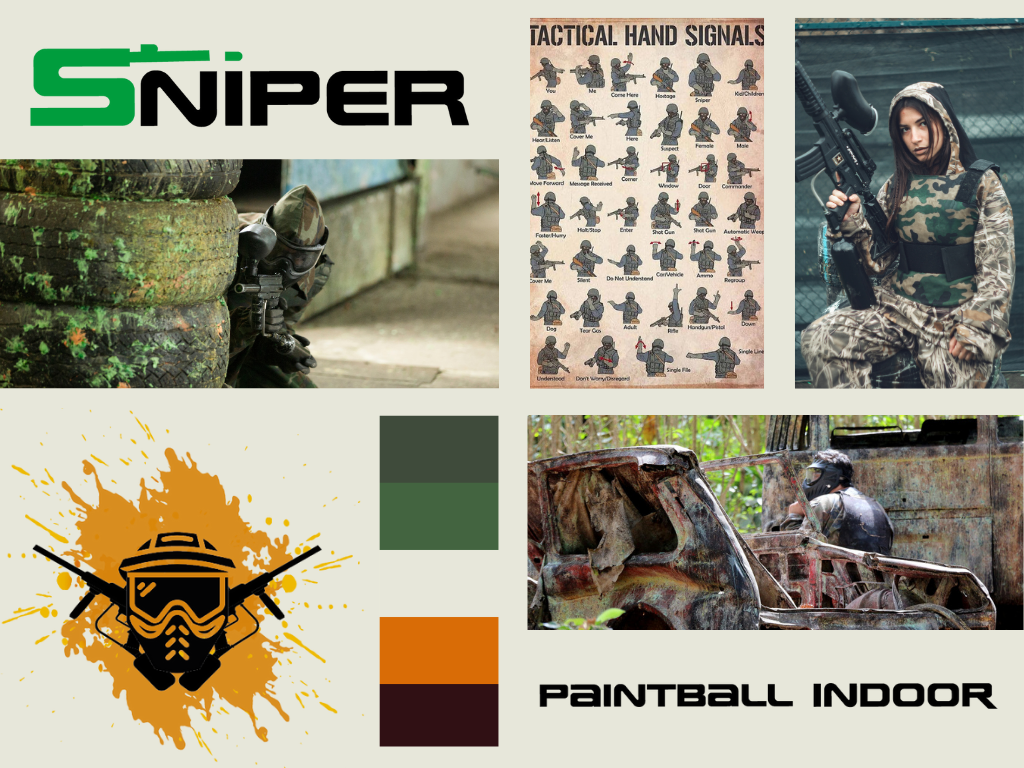 SNiPER
TACTICAL HAND SIGNALS
You
Me
Come Here
Hostage
Sniper
Kid/Children
Hear/Listen
Cover Me
Here
Suspect
Female
Male
Move Forward
Message Received
Corner
Window
Door
Commander
Faster/Hurry
Halt/Stop
Enter
Shot Gun
Shot Gun
Automatic Weap
Cover Me
Silent
Do Not Understand
Car/Vehicle
Ammo
Regroup
Dog
Tear Gas
Adult
Rifle
Handgun/Pistol
Down
Understood
Don't Worry/Disregard
Single File
Single Line
PAINTBALL INDOOR